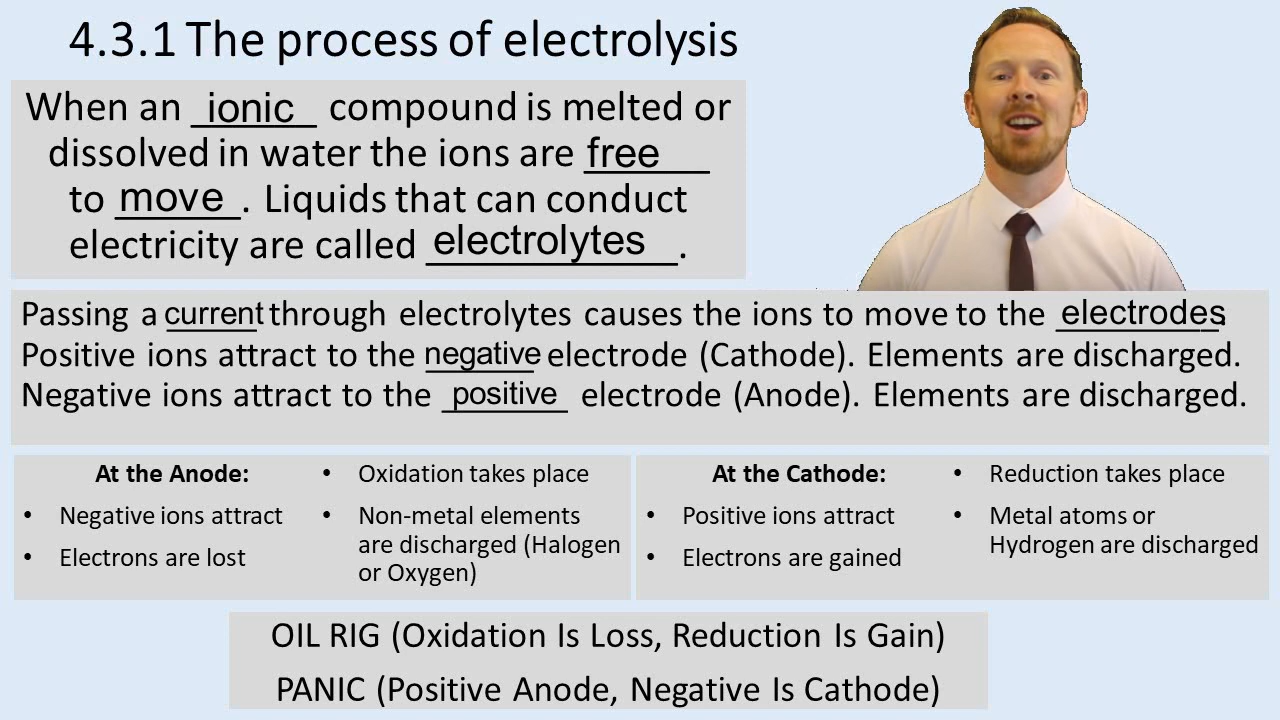 4.3.1 The process of electrolysis
When an ionic compound is melted or
dissolved in water the ions are free
to move. Liquids that can conduct
electricity are called electrolytes.
Passing a current through electrolytes causes the ions to move to the electrodes.
Positive ions attract to the negative electrode (Cathode). Elements are discharged.
Negative ions attract to the positive electrode (Anode). Elements are discharged.
At the Anode:
• Negative ions attract
• Electrons are lost
• Oxidation takes place
• Non-metal elements
are discharged (Halogen
or Oxygen)
At the Cathode:
• Positive ions attract
• Electrons are gained
• Reduction takes place
• Metal atoms or
Hydrogen are discharged
OIL RIG (Oxidation Is Loss, Reduction Is Gain)
PANIC (Positive Anode, Negative Is Cathode)